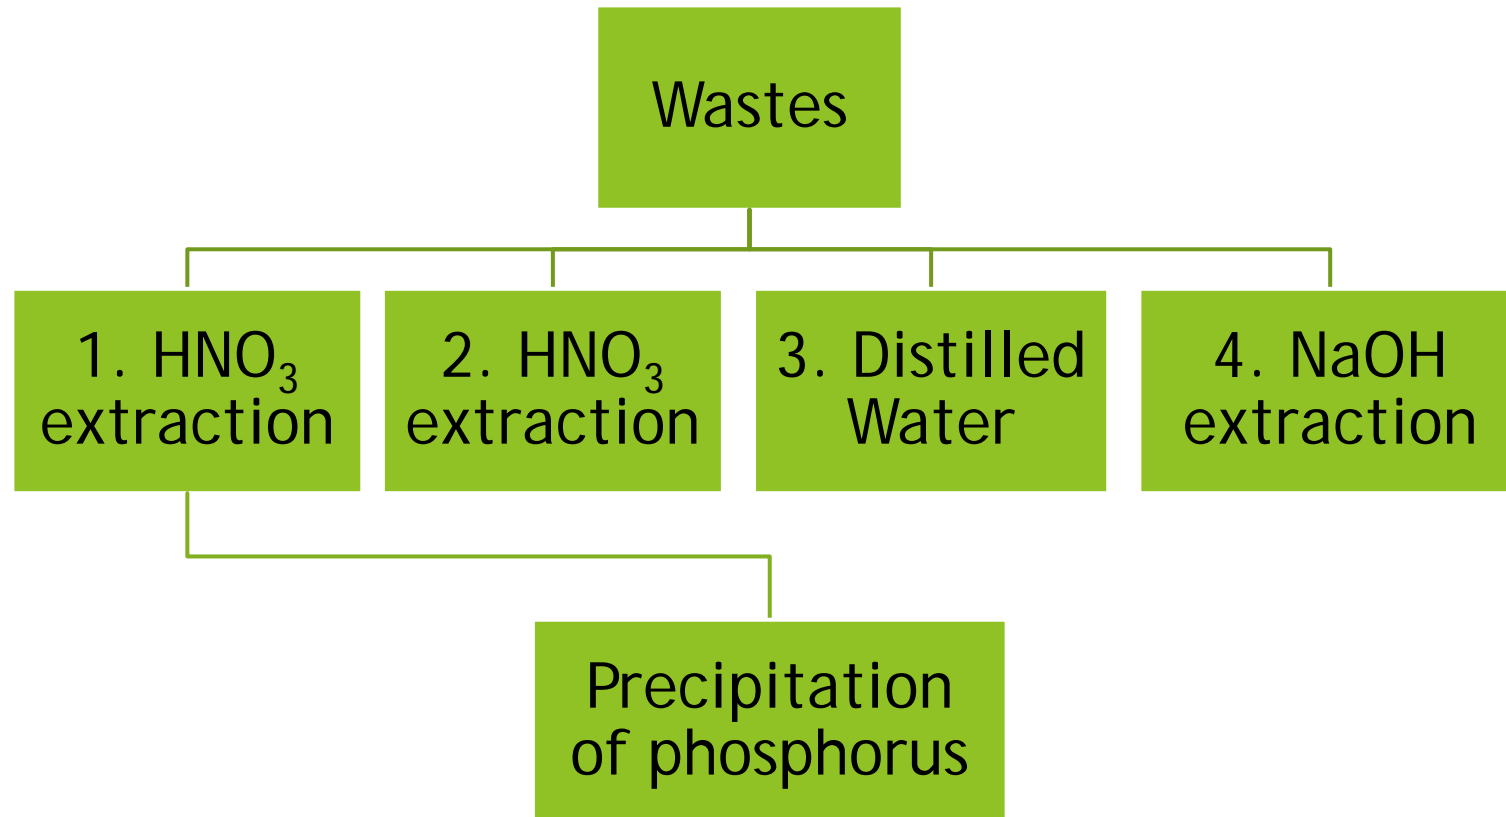 Wastes
1. HNO₃
extraction
2. HNO₃
extraction
3. Distilled
Water
4. NaOH
extraction
Precipitation
of phosphorus